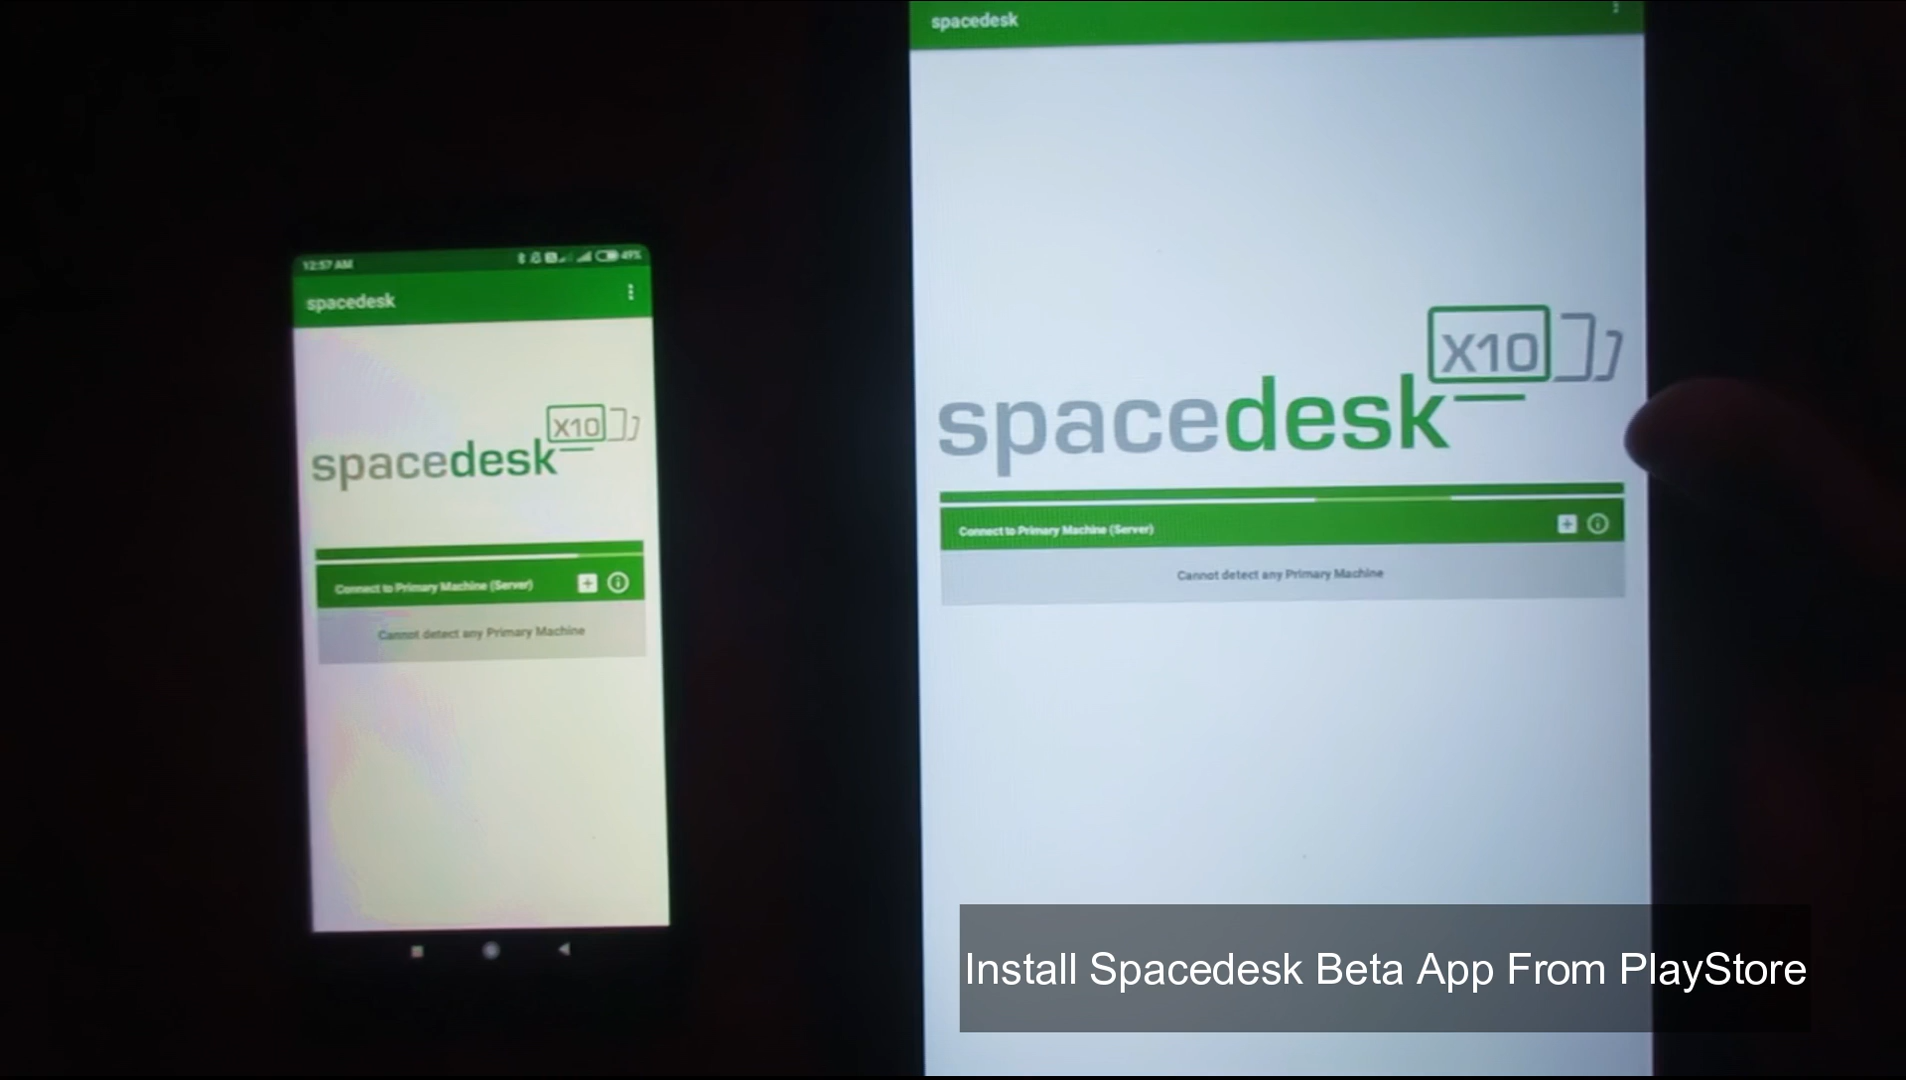 12:57 AM
49%
spacedesk
X10
spacedesk
Connect to Primary Machine (Server)
Cannot detect any Primary Machine
spacedesk
X10
spacedesk
Connect to Primary Machine (Server)
Cannot detect any Primary Machine
Install Spacedesk Beta App From PlayStore